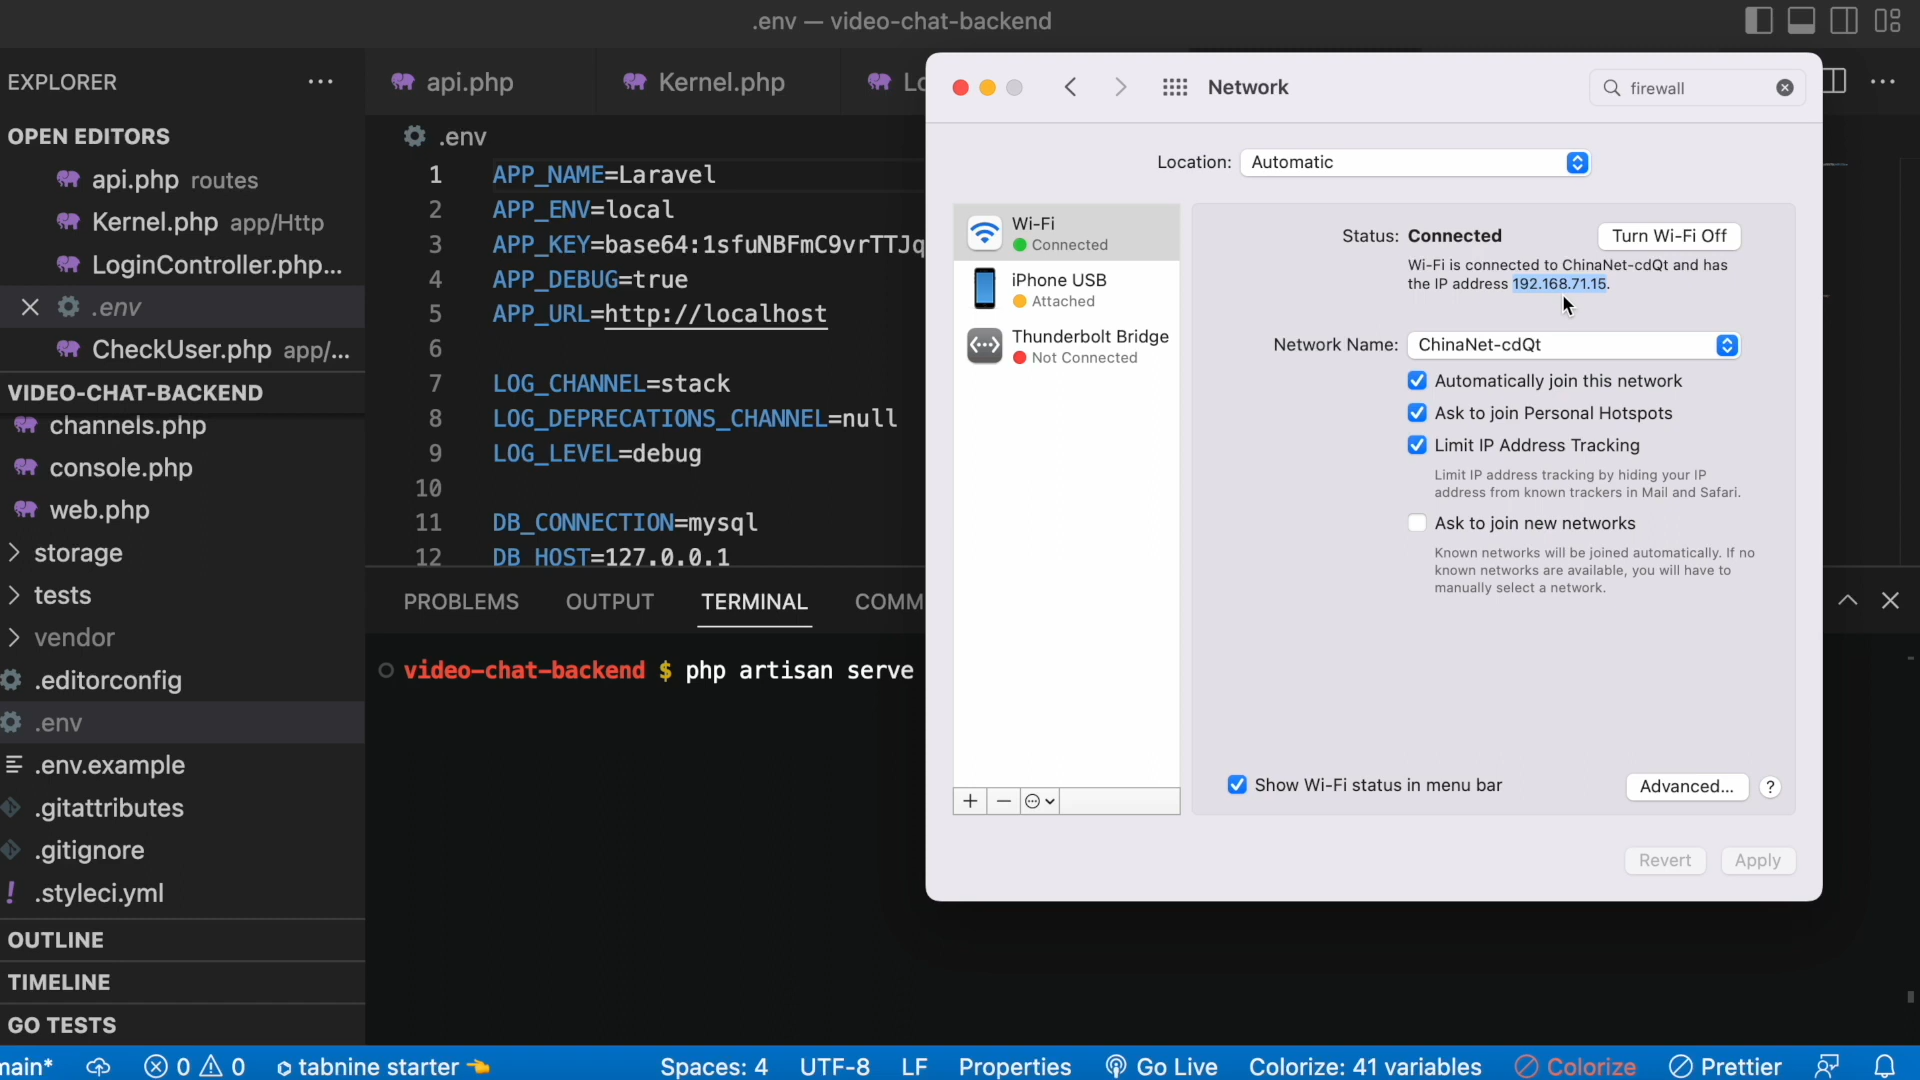 .env — video-chat-backend
EXPLORER
OPEN EDITORS
api.php routes
Kernel.php app/Http
LoginController.php...
.env
CheckUser.php app/...
VIDEO-CHAT-BACKEND
channels.php
console.php
web.php
storage
tests
vendor
.editorconfig
.env
.env.example
.gitattributes
.gitignore
.styleci.yml
OUTLINE
TIMELINE
GO TESTS
api.php
Kernel.php
.env
1 APP_NAME=Laravel
2 APP_ENV=local
3 APP_KEY=base64:1sfuNBFmC9vrTTJq
4 APP_DEBUG=true
5 APP_URL=http://localhost
6
7 LOG_CHANNEL=stack
8 LOG_DEPRECATIONS_CHANNEL=null
9 LOG_LEVEL=debug
10
11 DB_CONNECTION=mysql
12 DB_HOST=127.0.0.1
PROBLEMS OUTPUT TERMINAL COMM
video-chat-backend $ php artisan serve
Network
firewall
Location: Automatic
Wi-Fi
Connected
iPhone USB
Attached
Thunderbolt Bridge
Not Connected
Status: Connected
Turn Wi-Fi Off
Wi-Fi is connected to ChinaNet-cdQt and has
the IP address 192.168.71.15.
Network Name: ChinaNet-cdQt
Automatically join this network
Ask to join Personal Hotspots
Limit IP Address Tracking
Limit IP address tracking by hiding your IP
address from known trackers in Mail and Safari.
Ask to join new networks
Known networks will be joined automatically. If no
known networks are available, you will have to
manually select a network.
Show Wi-Fi status in menu bar
Advanced... ?
Revert Apply
main* 0 0 tabnine starter Spaces: 4 UTF-8 LF Properties Go Live Colorize: 41 variables Colorize Prettier